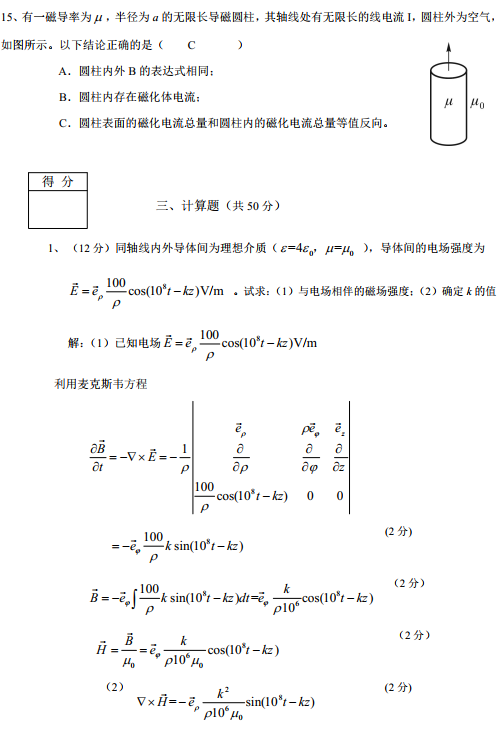 15、有一磁导率为 μ ,半径为 a 的无限长导磁圆柱，其轴线处有无限长的线电流 I，圆柱外为空气，
如图所示。以下结论正确的是（ C ）
A．圆柱内外 B 的表达式相同；
B．圆柱内存在磁化体电流；
C．圆柱表面的磁化电流总量和圆柱内的磁化电流总量等值反向。
μ μ₀
得 分
三、计算题（共 50 分）
1、（12 分）同轴线内外导体间为理想介质（ε=4ε₀，μ=μ₀ ），导体间的电场强度为
E⃗ = e⃗ρ 100/ρ cos(10⁸t − kz)V/m 。试求：（1）与电场相伴的磁场强度；（2）确定 k 的值
解：（1）已知电场 E⃗ = e⃗ρ 100/ρ cos(10⁸t − kz)V/m
利用麦克斯韦方程
∂B⃗/∂t = −∇×E⃗ = − 1/ρ | e⃗ρ ρe⃗φ e⃗z |
| ∂/∂ρ ∂/∂φ ∂/∂z |
| 100/ρ cos(10⁸t − kz) 0 0 |
= −e⃗φ 100/ρ k sin(10⁸t − kz) (2 分)
B⃗ = −e⃗φ ∫ 100/ρ k sin(10⁸t − kz)dt=e⃗φ k/ρ10⁶ cos(10⁸t − kz) （2 分）
H⃗ = B⃗/μ₀ = e⃗φ k/ρ10⁶μ₀ cos(10⁸t − kz) （2 分）
（2） ∇×H⃗ = − e⃗ρ k²/ρ10⁶μ₀ sin(10⁸t − kz) (2 分)